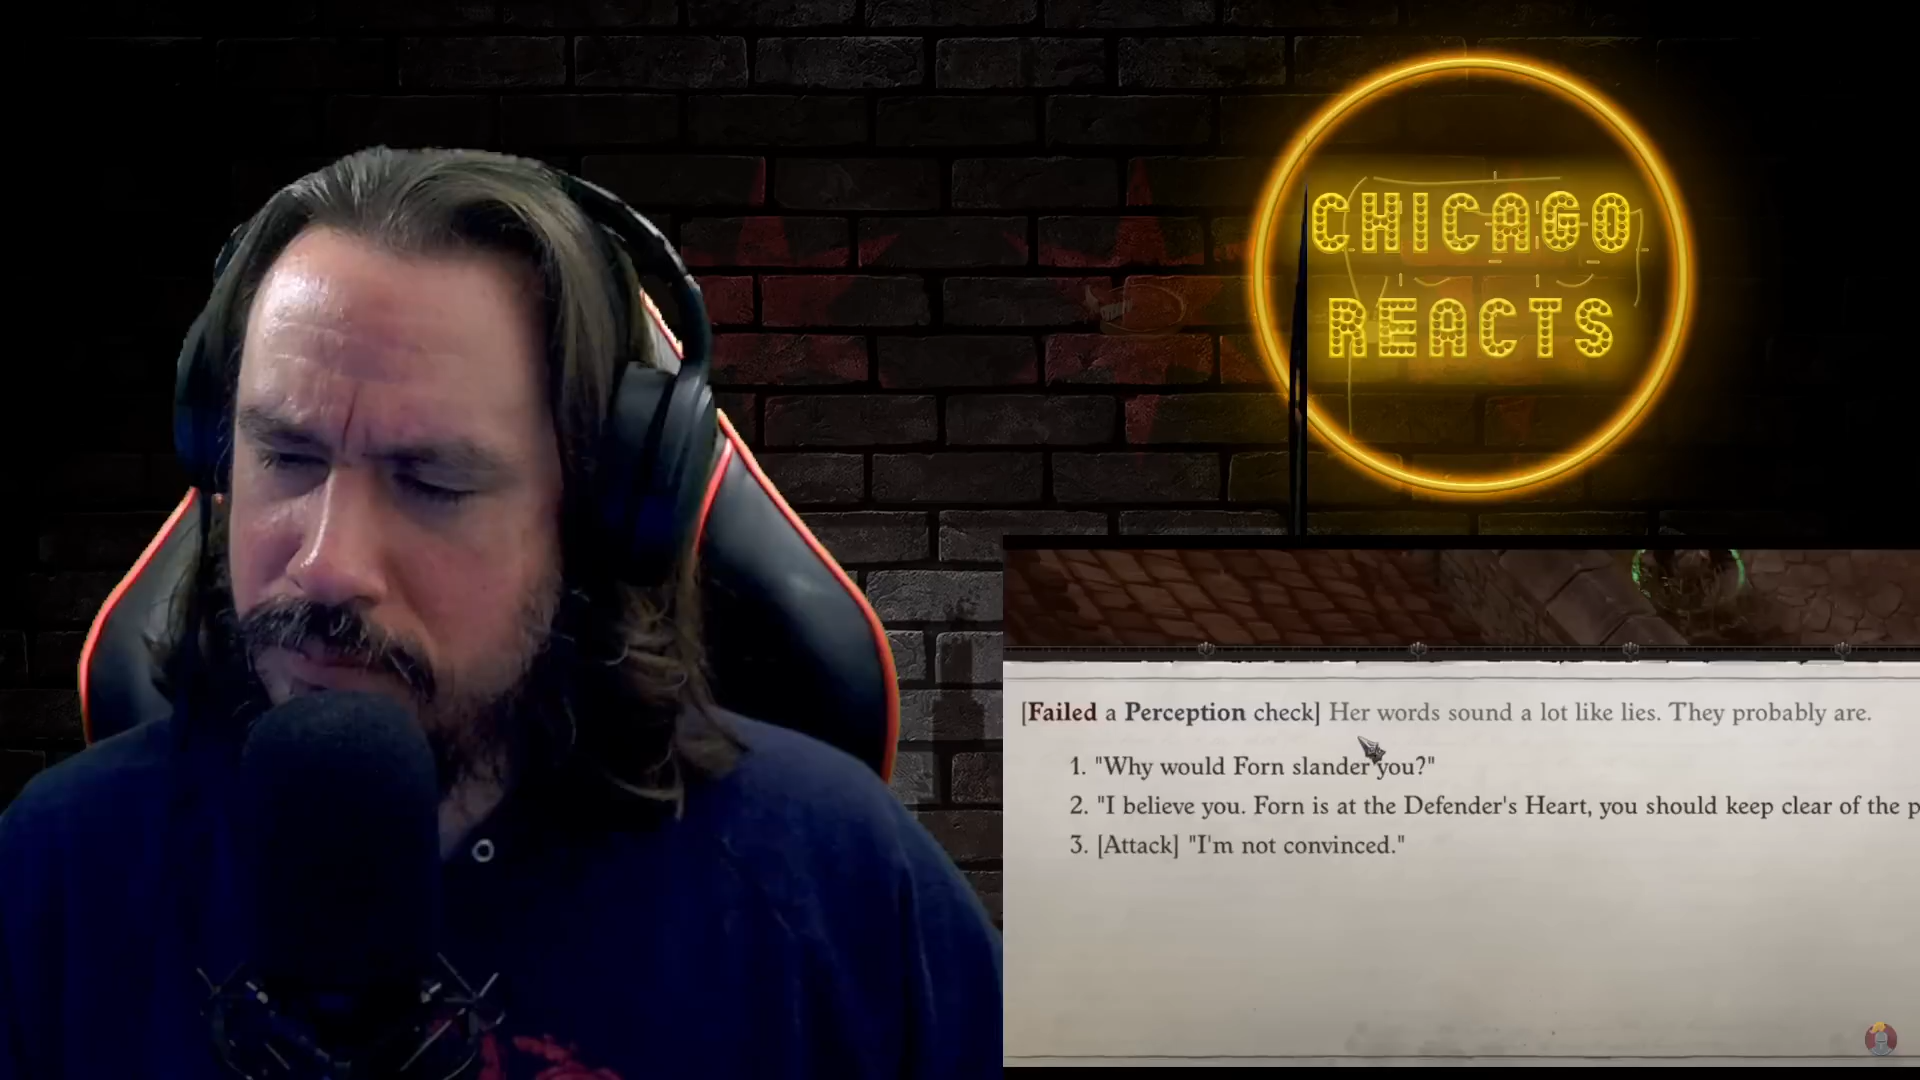 CHICAGO
REACTS
[Failed a Perception check] Her words sound a lot like lies. They probably are.
1. "Why would Forn slander you?"
2. "I believe you. Forn is at the Defender's Heart, you should keep clear of the p
3. [Attack] "I'm not convinced."